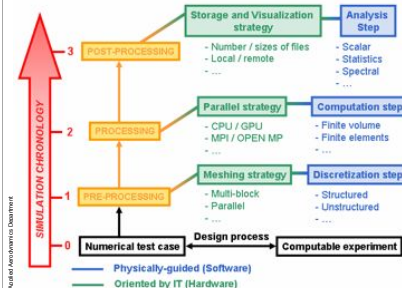 Storage and Visualization strategy
- Number / sizes of files
- Local / remote
- ...
Analysis Step
- Scalar
- Statistics
- Spectral
- ...
3
POST-PROCESSING
Parallel strategy
- CPU / GPU
- MPI / OPEN MP
- ...
Computation step
- Finite volume
- Finite elements
- ...
2
PROCESSING
Meshing strategy
- Multi-block
- Parallel
- ...
Discretization step
- Structured
- Unstructured
- ...
1
PRE-PROCESSING
SIMULATION CHRONOLOGY
0
Numerical test case
Design process
Computable experiment
Physically-guided (Software)
Oriented by IT (Hardware)
Applied Aerodynamics Department